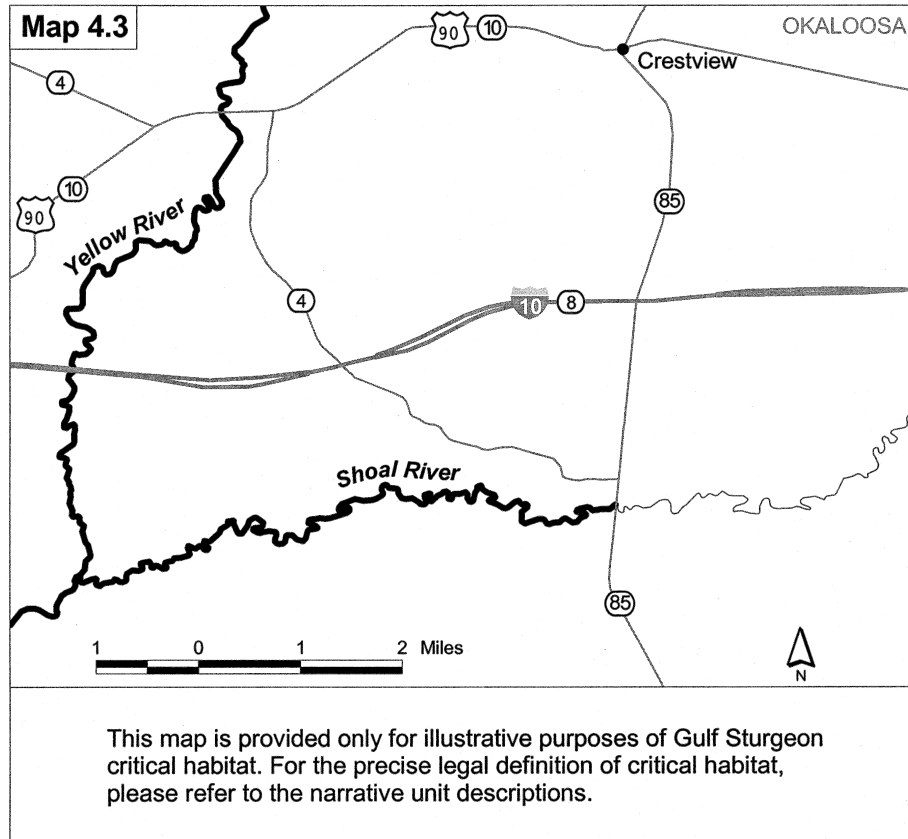 Map 4.3
90
10
OKALOOSA
Crestview
4
10
90
Yellow River
85
4
10
8
Shoal River
85
1 0 1 2 Miles
N
This map is provided only for illustrative purposes of Gulf Sturgeon
critical habitat. For the precise legal definition of critical habitat,
please refer to the narrative unit descriptions.